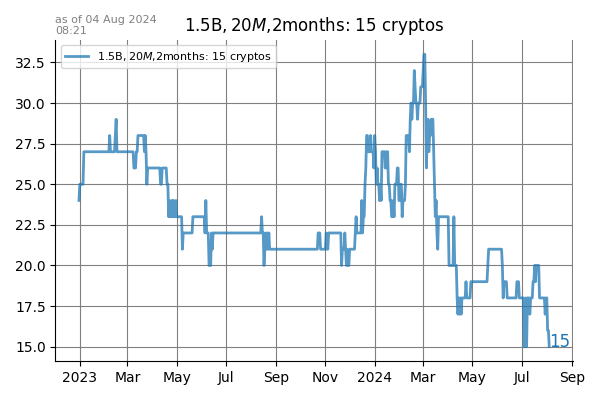 as of 04 Aug 2024
08:21
1.5B, 20M,2months: 15 cryptos
1.5B, 20M,2months: 15 cryptos
32.5
30.0
27.5
25.0
22.5
20.0
17.5
15.0
15
2023 Mar May Jul Sep Nov 2024 Mar May Jul Sep